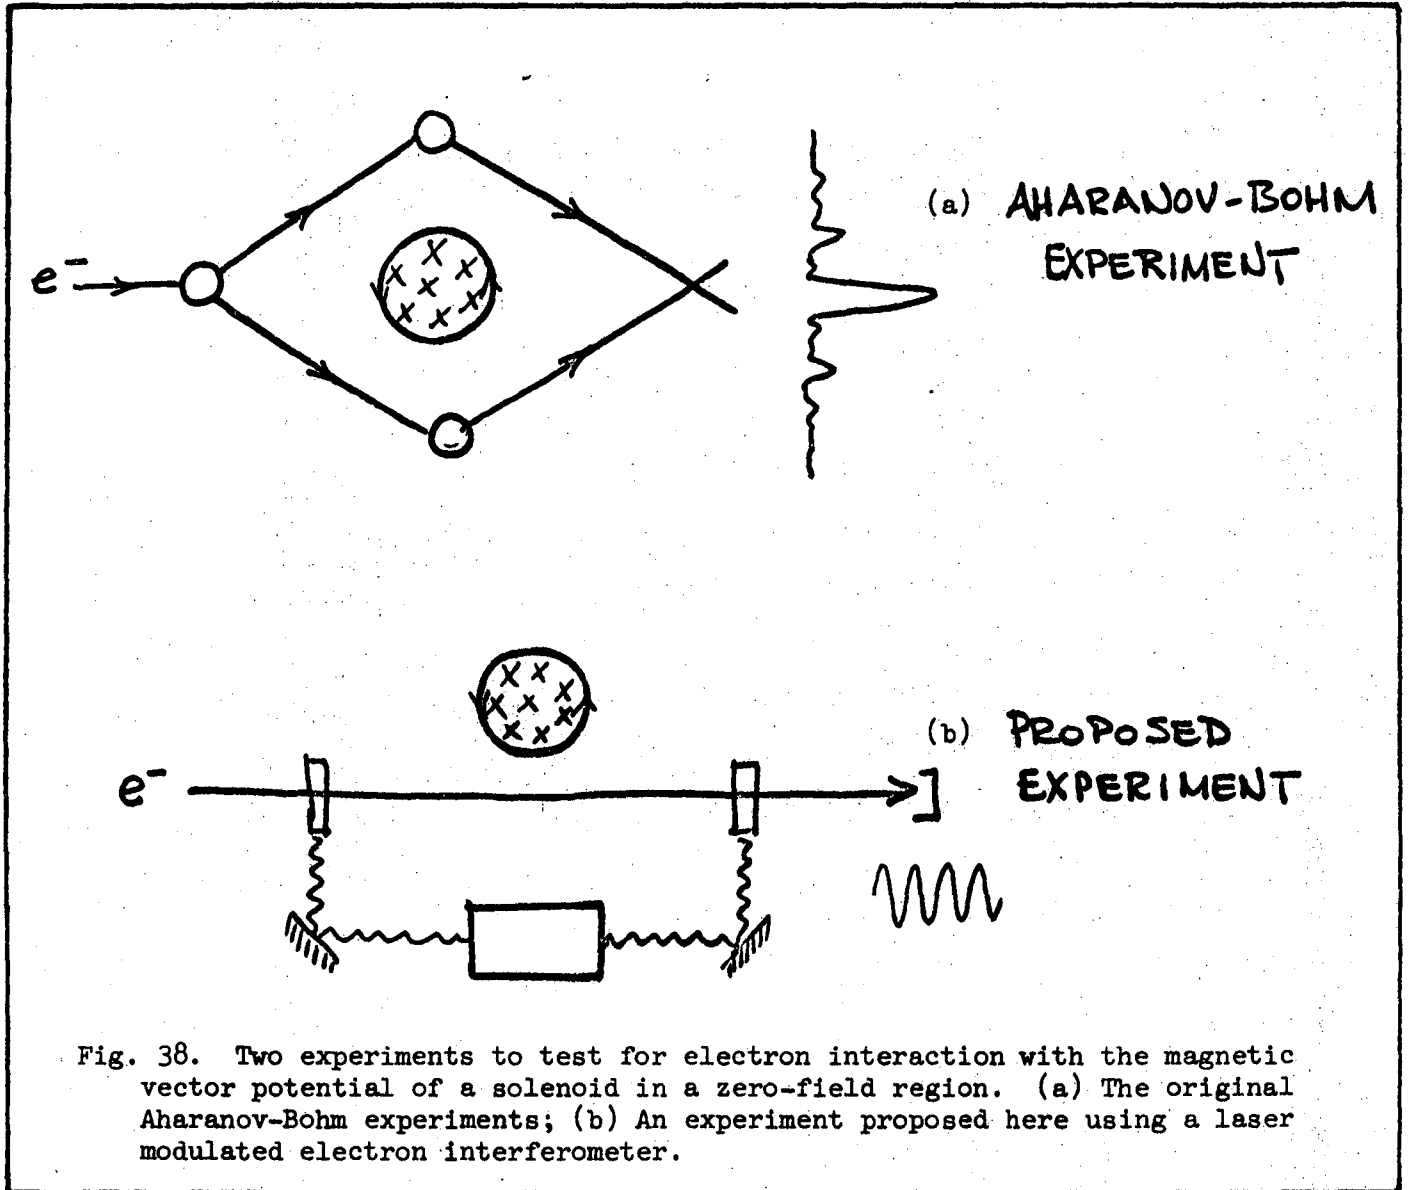 e⁻
(a) AHARANOV-BOHM
EXPERIMENT
e⁻
(b) PROPOSED
EXPERIMENT
Fig. 38. Two experiments to test for electron interaction with the magnetic
vector potential of a solenoid in a zero-field region. (a) The original
Aharanov-Bohm experiments; (b) An experiment proposed here using a laser
modulated electron interferometer.